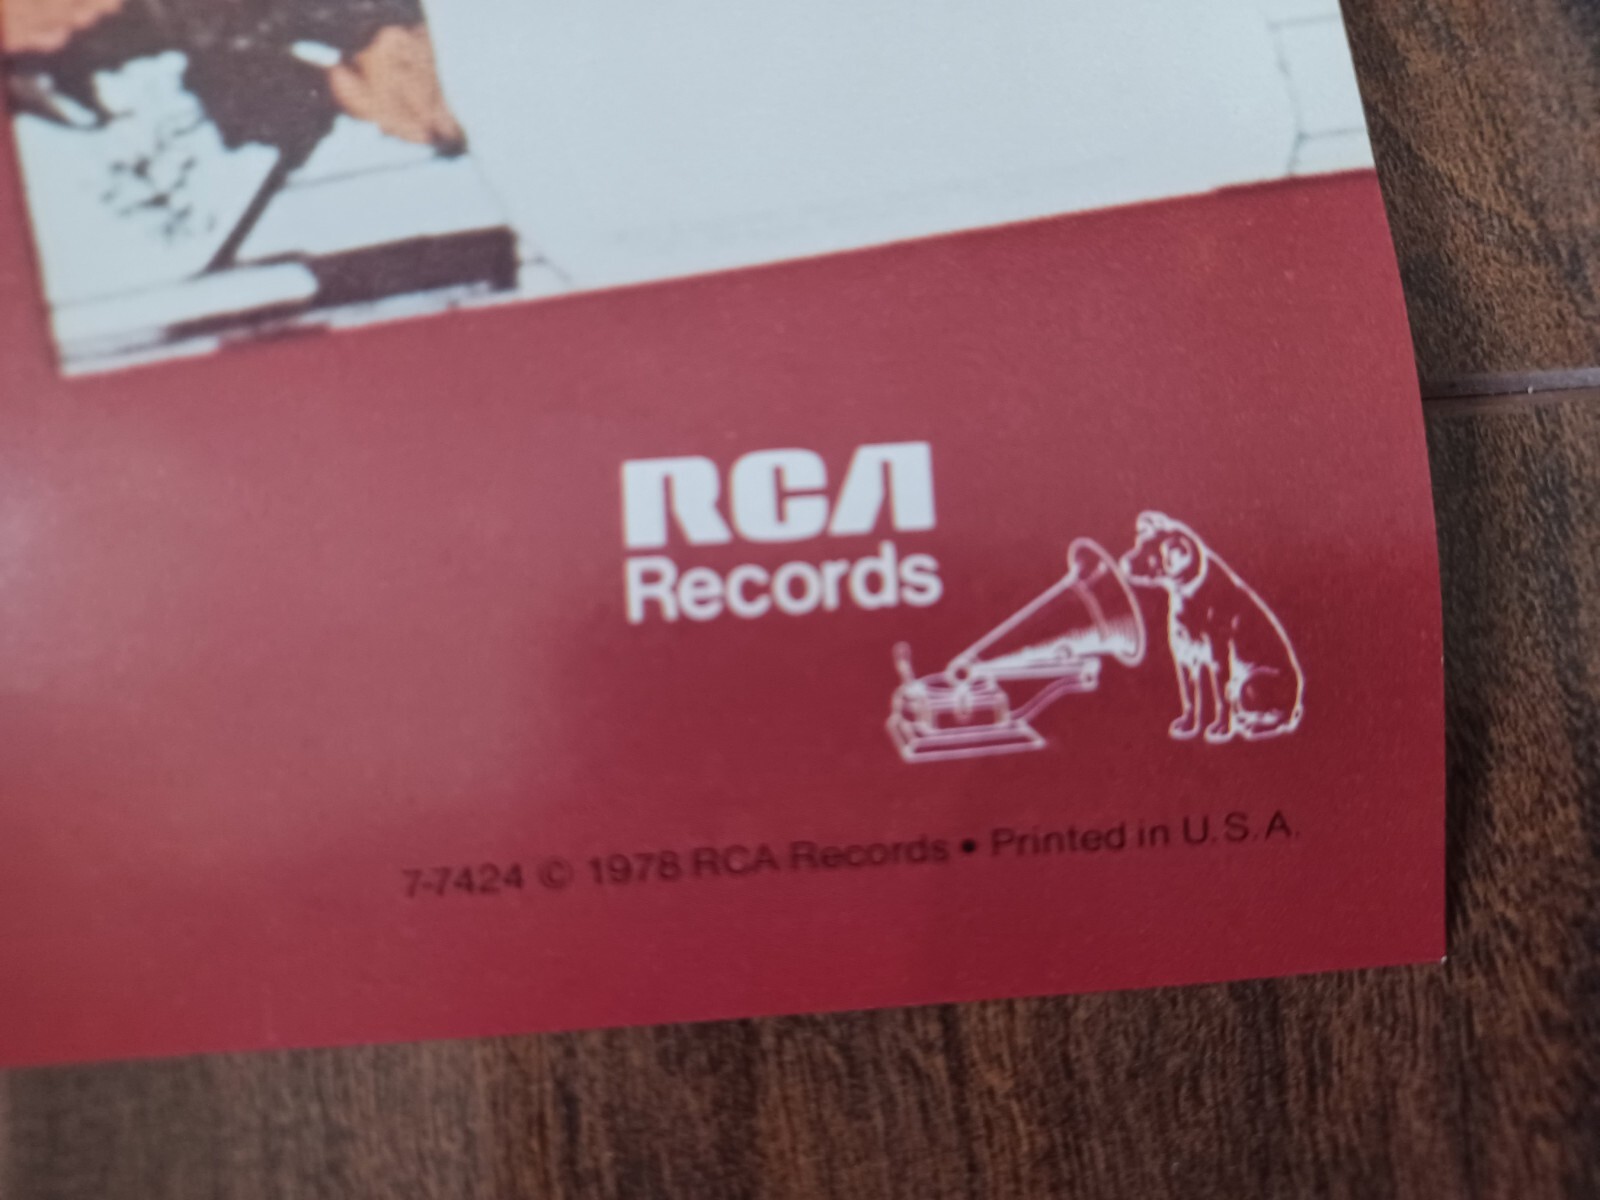 RCA
Records
7-7424 © 1978 RCA Records • Printed in U.S.A.